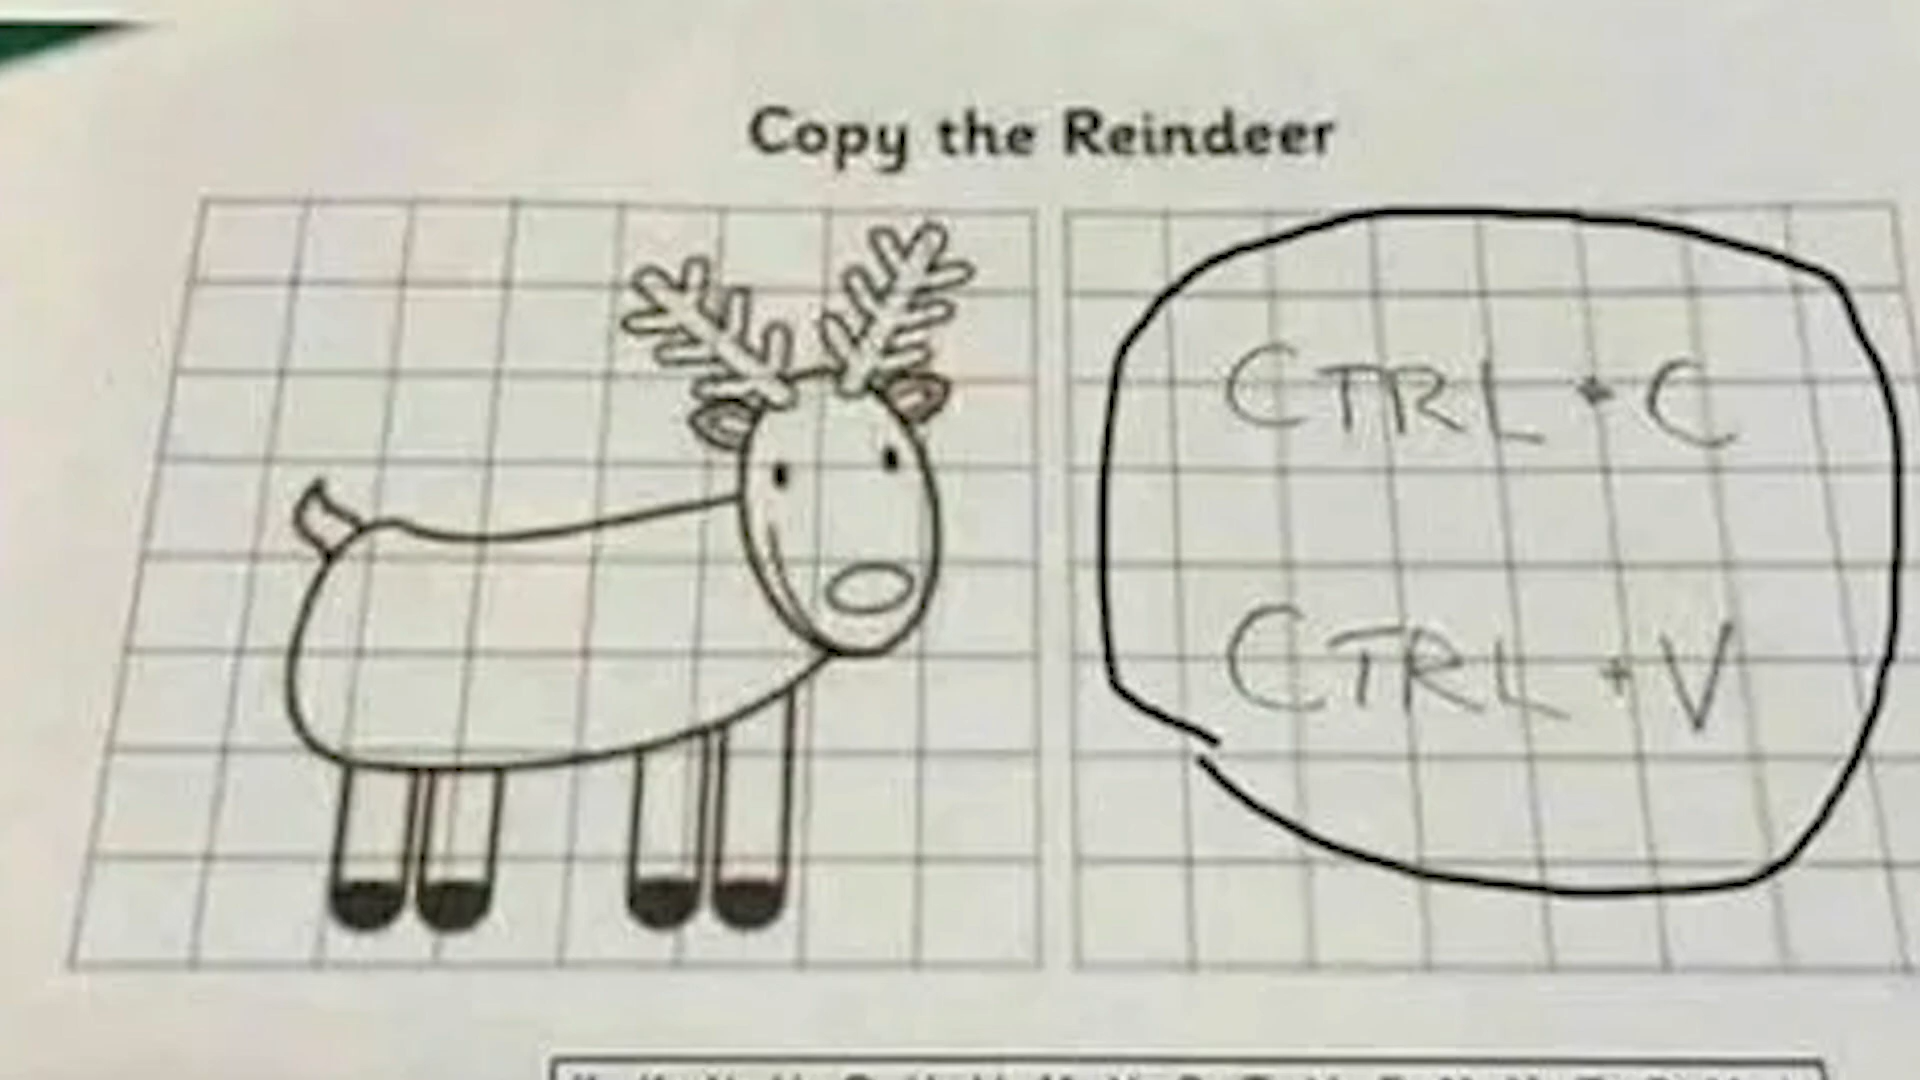 Copy the Reindeer
CTRL + C
CTRL + V